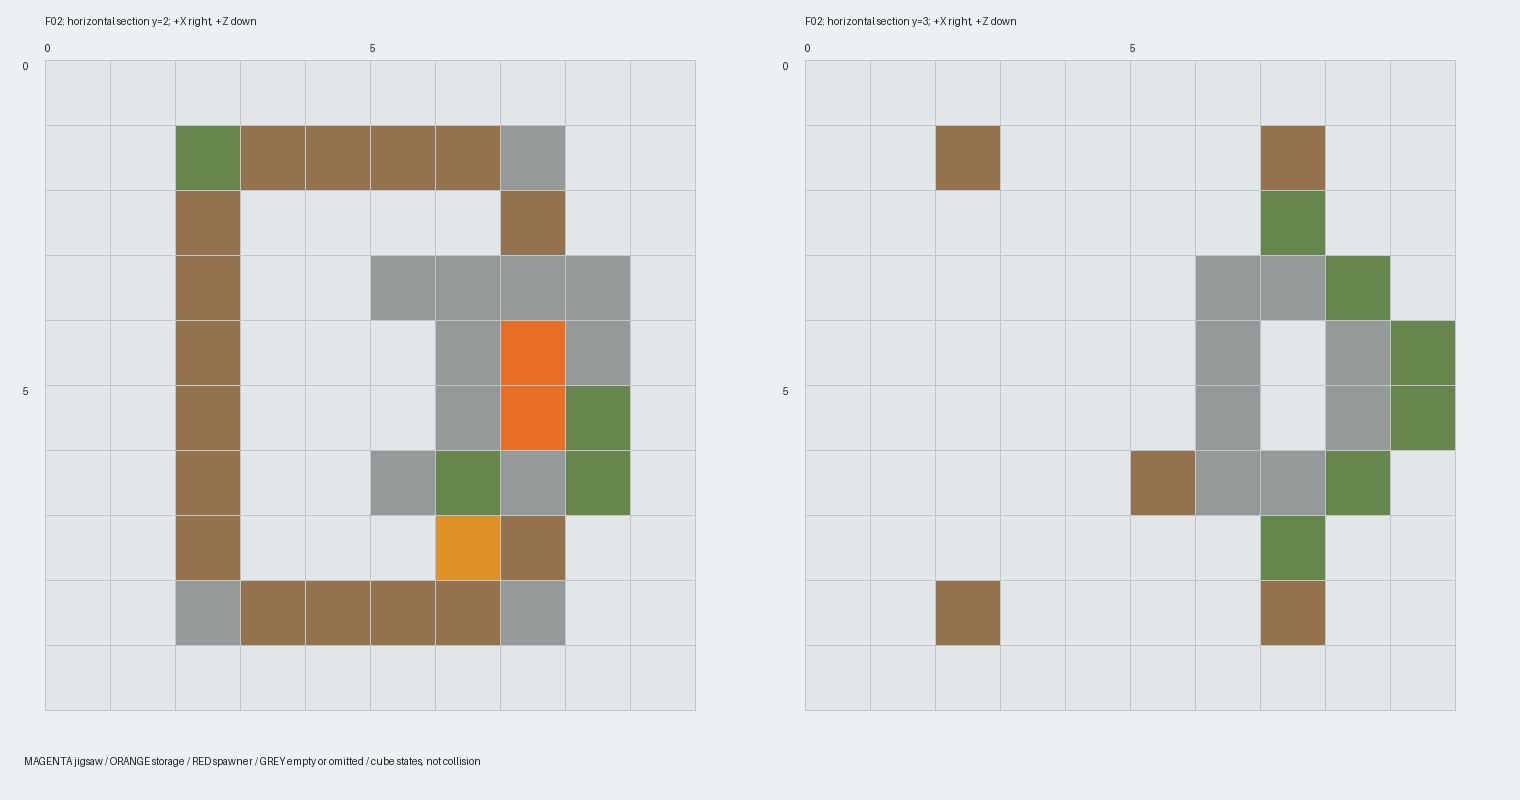 F02: horizontal section y=2; +X right, +Z down
F02: horizontal section y=3; +X right, +Z down
0 5
0 5
0
0
5
5
MAGENTA jigsaw / ORANGE storage / RED spawner / GREY empty or omitted / cube states, not collision